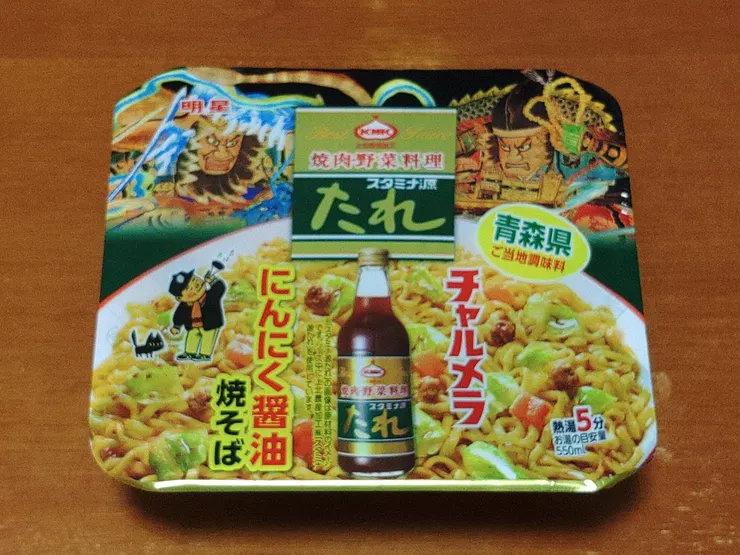 明星
KNK
焼肉・野菜料理
スタミナ源
たれ
青森県
ご当地調味料
チャルメラ
にんにく醤油
焼そば
焼肉野菜料理
スタミナ源
たれ
熱湯5分
お湯の目安量
550ml